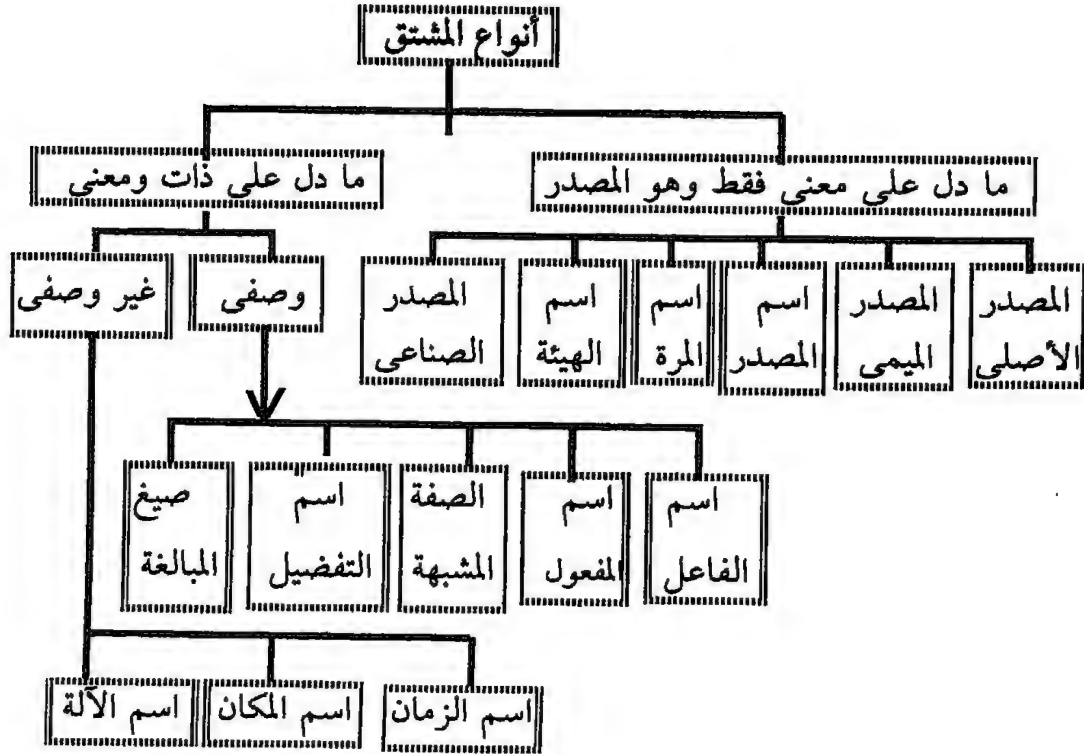 أنواع المشتق
ما دل على معنى فقط وهو المصدر
ما دل على ذات ومعنى
المصدر
الأصلى
المصدر
الميمى
اسم
المصدر
اسم
المرة
اسم
الهيئة
المصدر
الصناعى
وصفى
غير وصفى
اسم
الفاعل
اسم
المفعول
الصفة
المشبهة
اسم
التفضيل
صيغ
المبالغة
اسم الزمان
اسم المكان
اسم الآلة